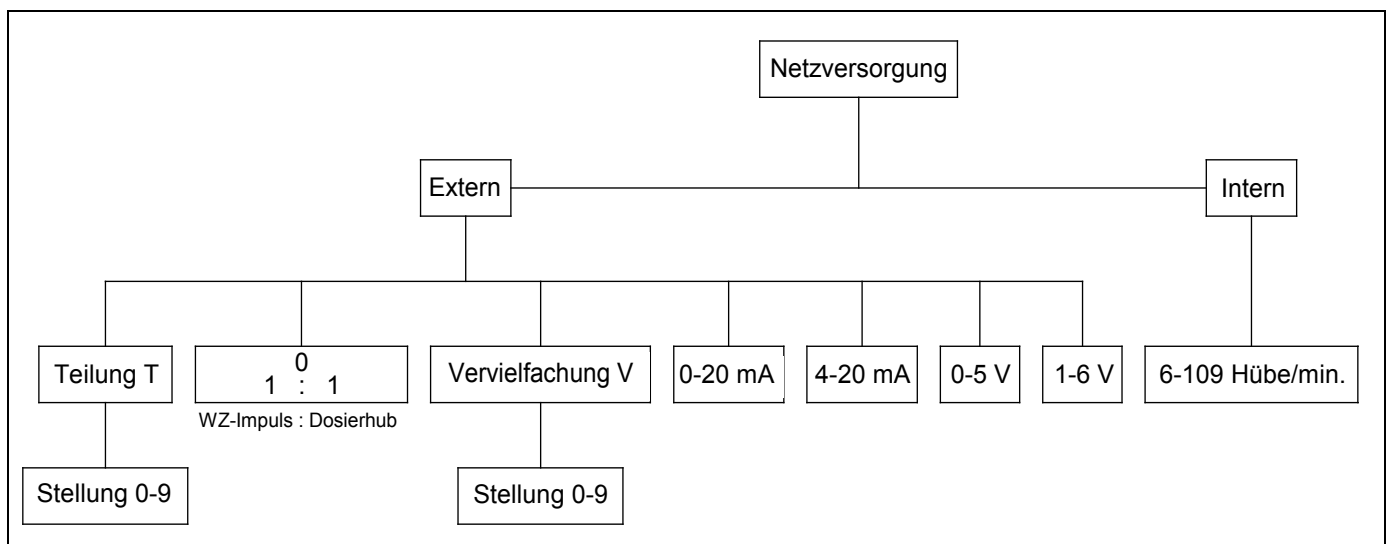 Netzversorgung
Extern
Intern
Teilung T
0
1 : 1
WZ-Impuls : Dosierhub
Vervielfachung V
0-20 mA
4-20 mA
0-5 V
1-6 V
6-109 Hübe/min.
Stellung 0-9
Stellung 0-9